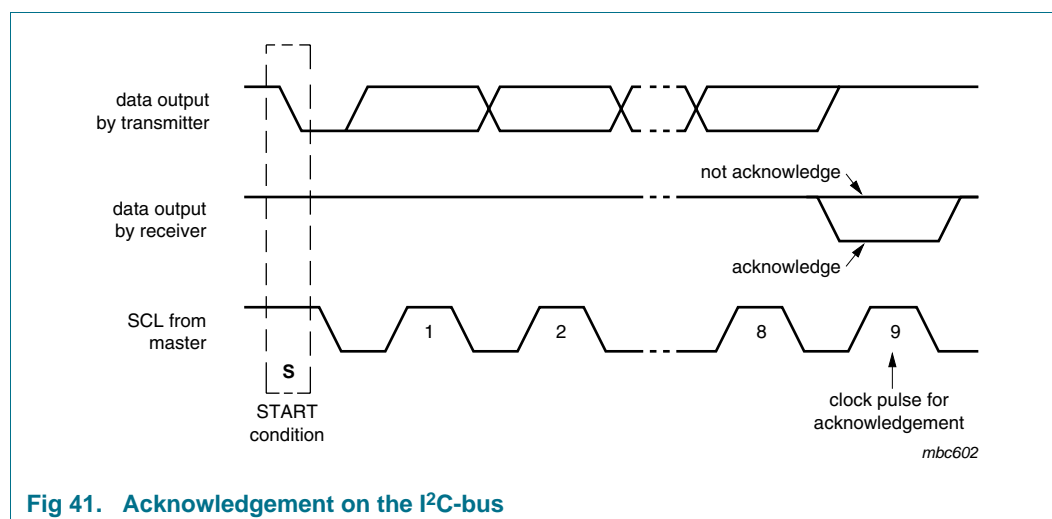 data output
by transmitter
not acknowledge
data output
by receiver
acknowledge
SCL from
master
1
2
8
9
S
START
condition
clock pulse for
acknowledgement
mbc602
Fig 41. Acknowledgement on the I²C-bus